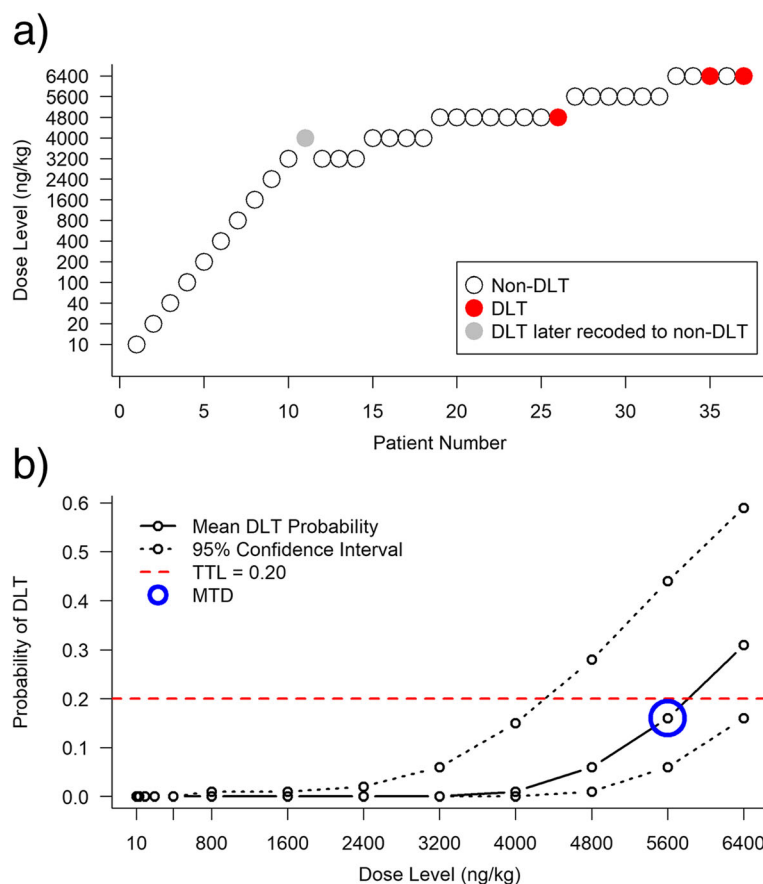 a)
Dose Level (ng/kg)
6400
5600
4800
4000
3200
2400
1600
800
400
200
100
40
20
10
Non-DLT
DLT
DLT later recoded to non-DLT
0 5 10 15 20 25 30 35
Patient Number
b)
Probability of DLT
0.6
0.5
0.4
0.3
0.2
0.1
0.0
Mean DLT Probability
95% Confidence Interval
TTL = 0.20
MTD
10 800 1600 2400 3200 4000 4800 5600 6400
Dose Level (ng/kg)